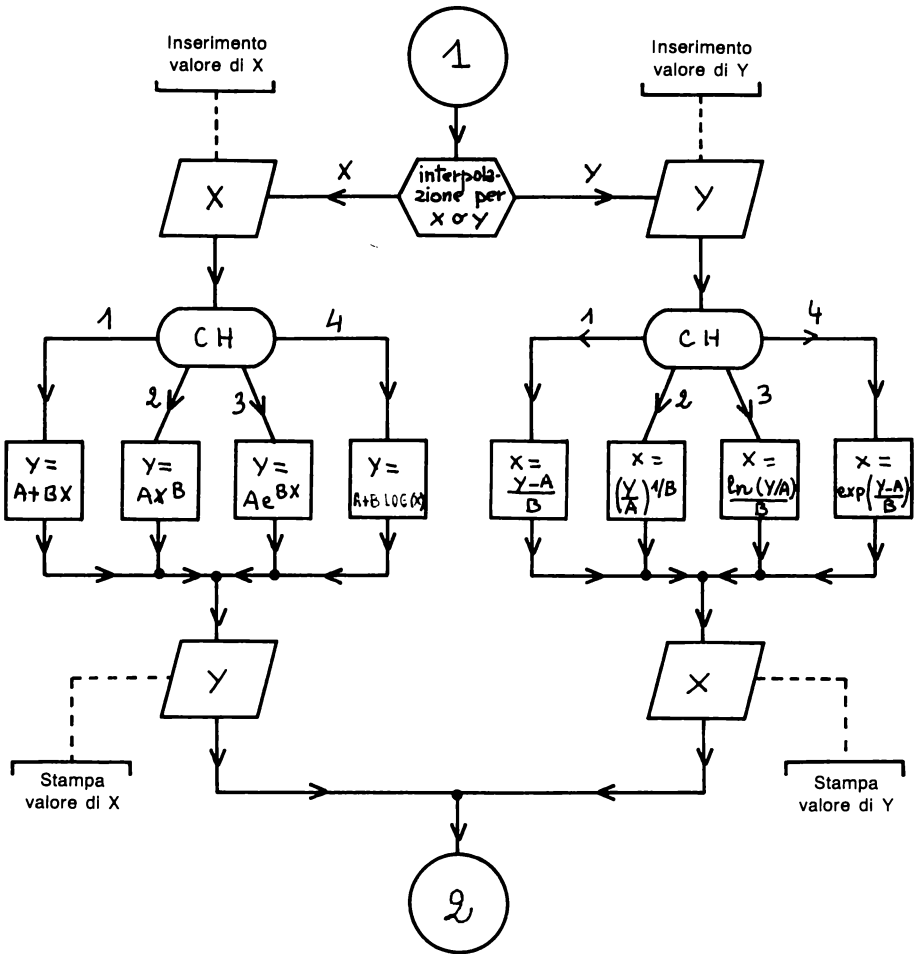 Inserimento
valore di X
1
Inserimento
valore di Y
X
interpola-
zione per
X or Y
X
Y
Y
CH
1
2
3
4
CH
1
2
3
4
Y =
A+BX
Y =
AX^B
Y =
Ae^BX
Y =
A+B LOG(X)
X =
Y-A
B
X =
(Y/A)^1/B
X =
ln(Y/A)
B
X =
exp(Y-A/B)
Y
X
Stampa
valore di X
Stampa
valore di Y
2